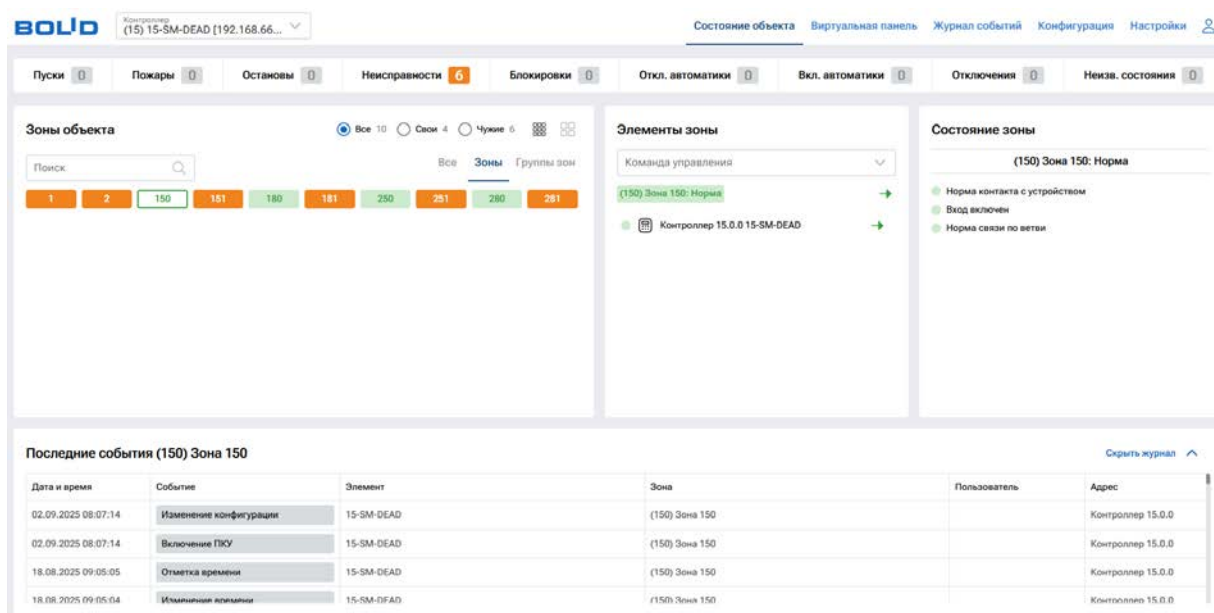 BOLID
Контроллер
(15) 15-SM-DEAD [192.168.66...
Состояние объекта Виртуальная панель Журнал событий Конфигурация Настройки
Пуски 0 Пожары 0 Остановы 0 Неисправности 6 Блокировки 0 Откл. автоматики 0 Вкл. автоматики 0 Отключения 0 Неизв. состояния 0
Зоны объекта
Все 10 Свои 4 Чужие 6
Поиск
Все Зоны Группы зон
1 2 150 151 180 181 250 251 280 281
Элементы зоны
Команда управления
(150) Зона 150: Норма
Контроллер 15.0.0 15-SM-DEAD
Состояние зоны
(150) Зона 150: Норма
Норма контакта с устройством
Вход включен
Норма связи по ветви
Последние события (150) Зона 150
Скрыть журнал
Дата и время Событие Элемент Зона Пользователь Адрес
02.09.2025 08:07:14 Изменение конфигурации 15-SM-DEAD (150) Зона 150 Контроллер 15.0.0
02.09.2025 08:07:14 Включение ПКУ 15-SM-DEAD (150) Зона 150 Контроллер 15.0.0
18.08.2025 09:05:05 Отметка времени 15-SM-DEAD (150) Зона 150 Контроллер 15.0.0
18.08.2025 09:05:04 Изменение времени 15-SM-DEAD (150) Зона 150 Контроллер 15.0.0